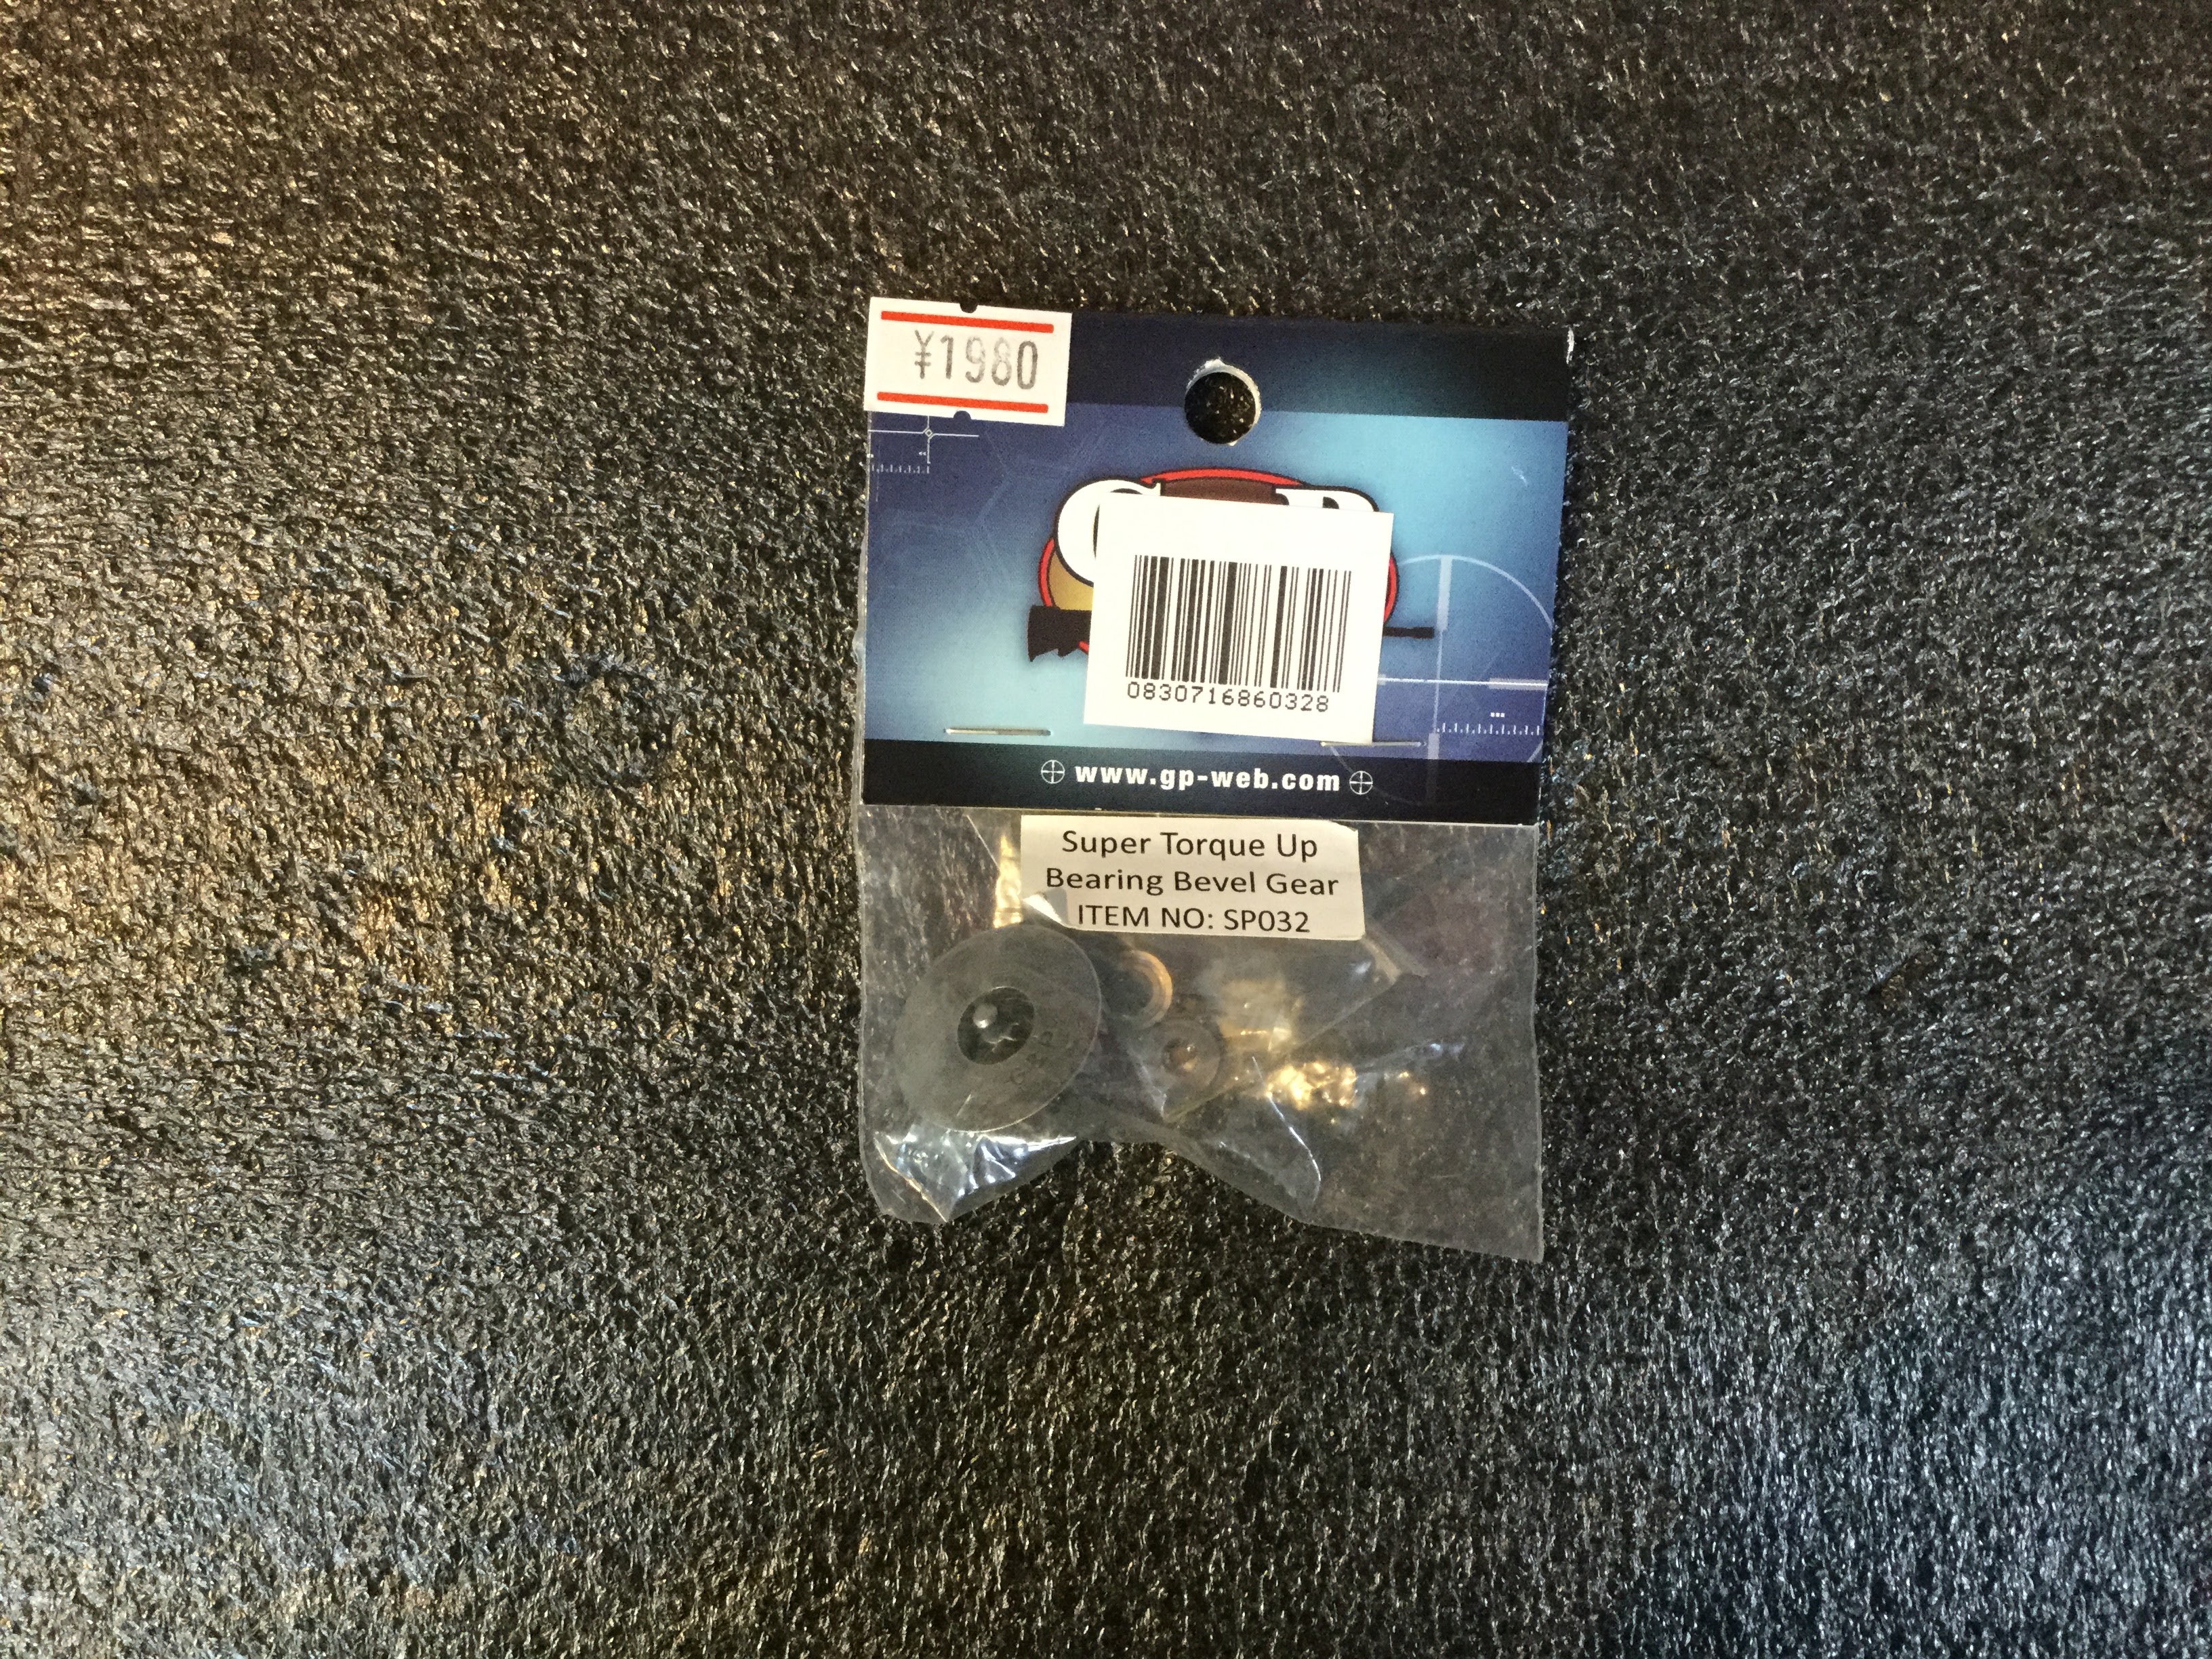 ¥1980
0830716860328
www.gp-web.com
Super Torque Up
Bearing Bevel Gear
ITEM NO: SP032